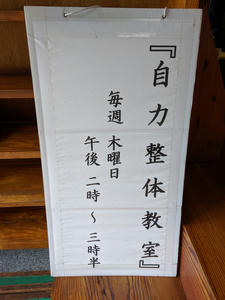 『自力整体教室』
毎週 木曜日
午後 二時 ～ 三時半